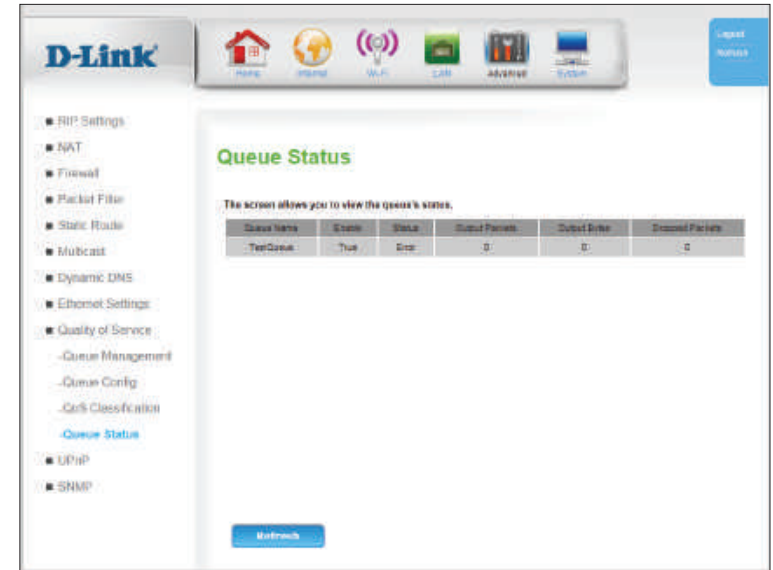 D-Link
Home Internet Wi-Fi LAN Advanced System
Logout
Refresh
RIP Settings
NAT
Firewall
Packet Filter
Static Route
Multicast
Dynamic DNS
Ethernet Settings
Quality of Service
-Queue Management
-Queue Config
-QoS Classification
-Queue Status
UPnP
SNMP
Queue Status
The screen allows you to view the queue's states.
Queue Name Enable Status Output Packets Output Bytes Dropped Packets
TestQueue True Error 0 0 0
Refresh